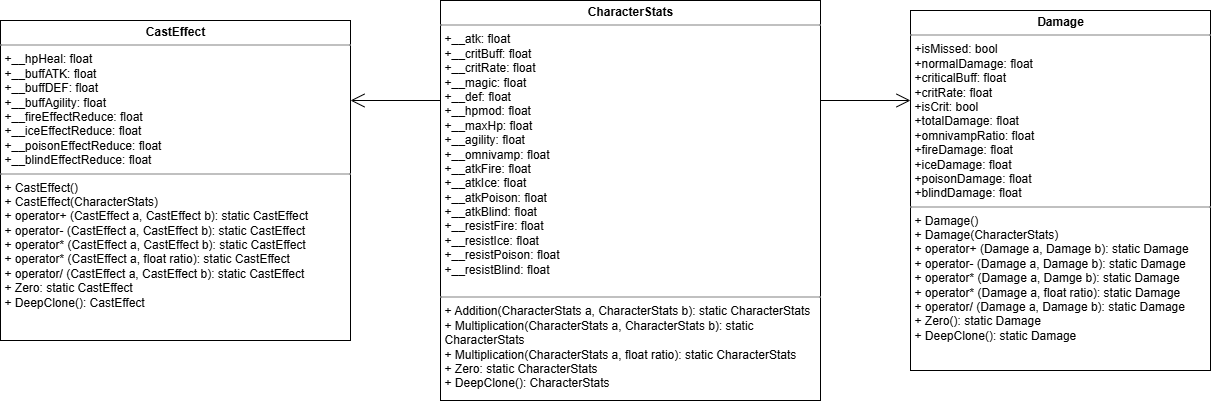 CastEffect
+__hpHeal: float
+__buffATK: float
+__buffDEF: float
+__buffAgility: float
+__fireEffectReduce: float
+__iceEffectReduce: float
+__poisonEffectReduce: float
+__blindEffectReduce: float
+ CastEffect()
+ CastEffect(CharacterStats)
+ operator+ (CastEffect a, CastEffect b): static CastEffect
+ operator- (CastEffect a, CastEffect b): static CastEffect
+ operator* (CastEffect a, CastEffect b): static CastEffect
+ operator* (CastEffect a, float ratio): static CastEffect
+ operator/ (CastEffect a, CastEffect b): static CastEffect
+ Zero: static CastEffect
+ DeepClone(): CastEffect
CharacterStats
+__atk: float
+__critBuff: float
+__critRate: float
+__magic: float
+__def: float
+__hpmod: float
+__maxHp: float
+__agility: float
+__omnivamp: float
+__atkFire: float
+__atkIce: float
+__atkPoison: float
+__atkBlind: float
+__resistFire: float
+__resistIce: float
+__resistPoison: float
+__resistBlind: float
+ Addition(CharacterStats a, CharacterStats b): static CharacterStats
+ Multiplication(CharacterStats a, CharacterStats b): static
CharacterStats
+ Multiplication(CharacterStats a, float ratio): static CharacterStats
+ Zero: static CharacterStats
+ DeepClone(): CharacterStats
Damage
+isMissed: bool
+normalDamage: float
+criticalBuff: float
+critRate: float
+isCrit: bool
+totalDamage: float
+omnivampRatio: float
+fireDamage: float
+iceDamage: float
+poisonDamage: float
+blindDamage: float
+ Damage()
+ Damage(CharacterStats)
+ operator+ (Damage a, Damage b): static Damage
+ operator- (Damage a, Damage b): static Damage
+ operator* (Damage a, Damge b): static Damage
+ operator* (Damage a, float ratio): static Damage
+ operator/ (Damage a, Damage b): static Damage
+ Zero(): static Damage
+ DeepClone(): static Damage